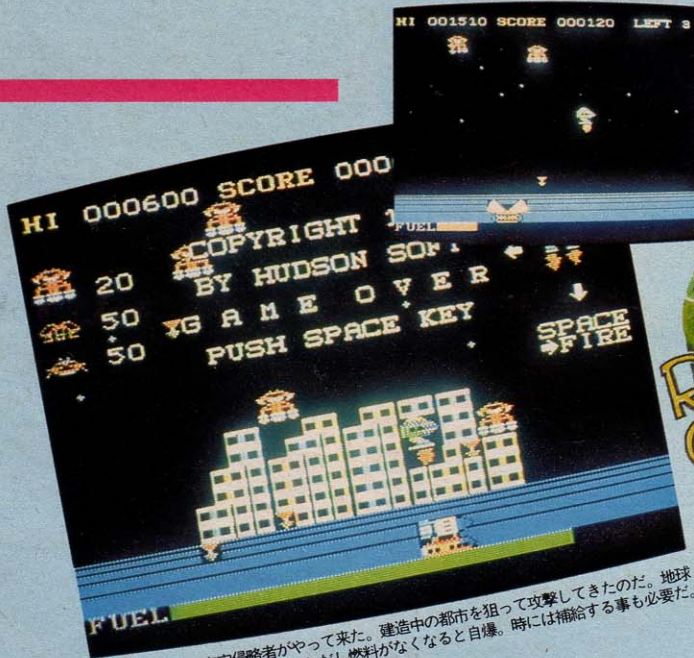 HI 001510 SCORE 000120 LEFT 3
FUEL
HI 000600 SCORE 000
20 COPYRIGHT 1
50 BY HUDSON SOFT
50 G A M E O V E R
PUSH SPACE KEY
SPACE
→FIRE
FUEL
侵略者がやって来た。建造中の都市を狙って攻撃してきたのだ。地球
燃料がなくなると自爆。時には補給する事も必要だ。